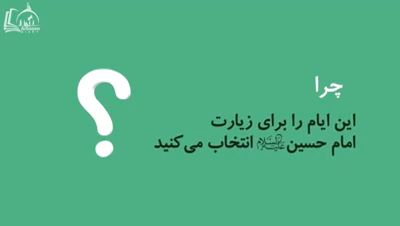 چرا
این ایام را برای زیارت
امام حسین علیه‌السلام انتخاب می‌کنید
؟